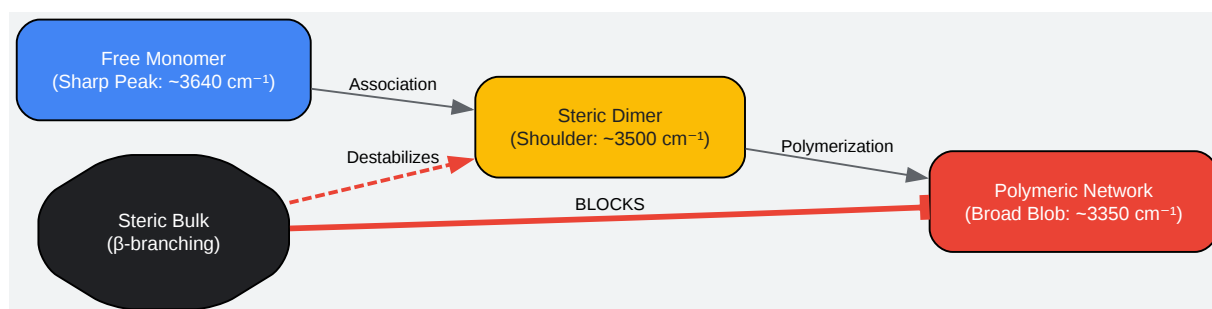 Free Monomer
(Sharp Peak: ~3640 cm⁻¹)
Association
Steric Dimer
(Shoulder: ~3500 cm⁻¹)
Destabilizes
Polymerization
Polymeric Network
(Broad Blob: ~3350 cm⁻¹)
BLOCKS
Steric Bulk
(β-branching)